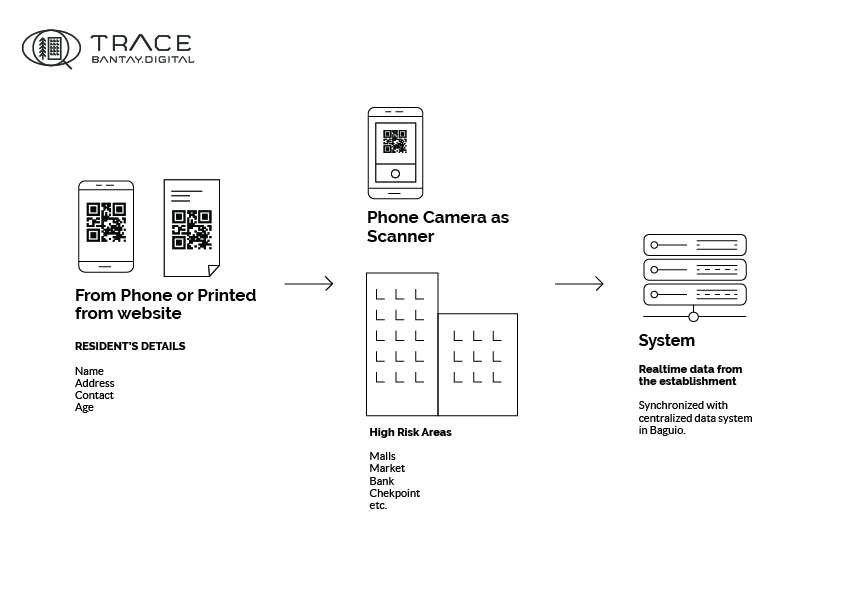 TRACE
BANTAY.DIGITAL
From Phone or Printed
from website
RESIDENT'S DETAILS
Name
Address
Contact
Age
Phone Camera as
Scanner
High Risk Areas
Malls
Market
Bank
Chekpoint
etc.
System
Realtime data from
the establishment
Synchronized with
centralized data system
in Baguio.